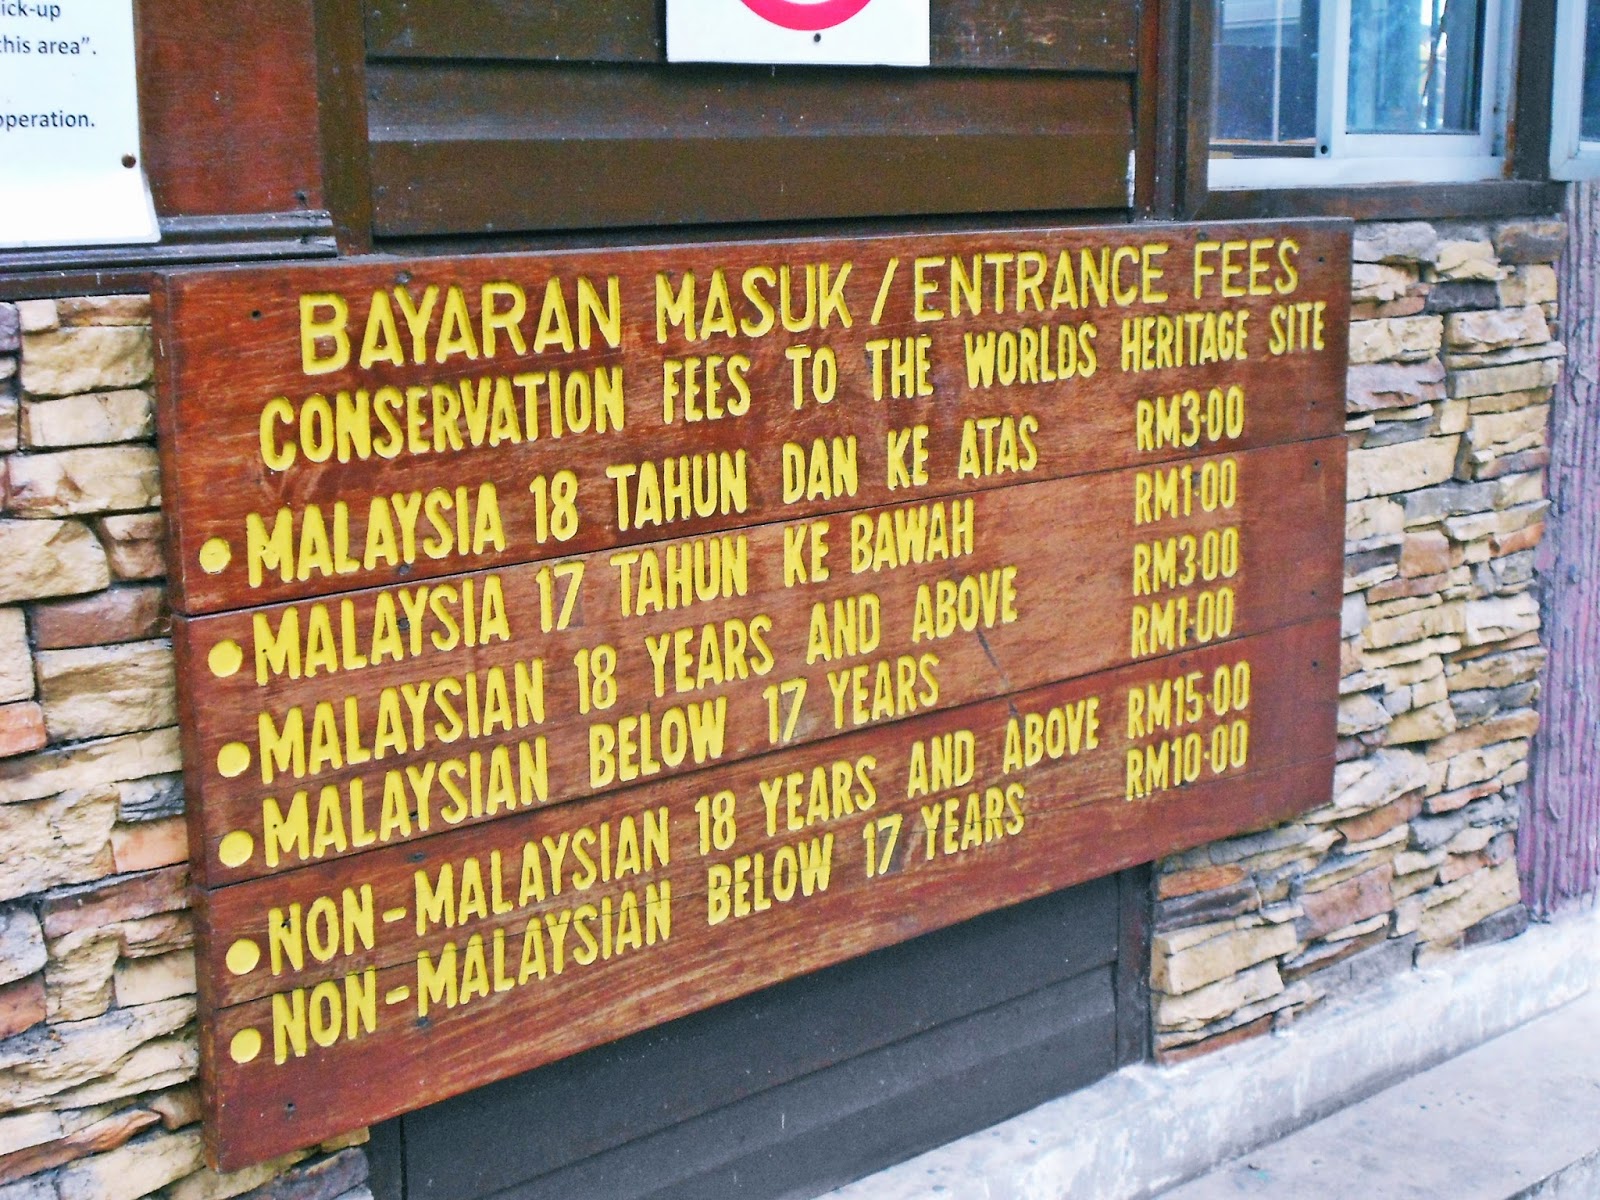 ick-up
this area”.
operation.
BAYARAN MASUK / ENTRANCE FEES
CONSERVATION FEES TO THE WORLDS HERITAGE SITE
• MALAYSIA 18 TAHUN DAN KE ATAS RM3·00
• MALAYSIA 17 TAHUN KE BAWAH RM1·00
• MALAYSIAN 18 YEARS AND ABOVE RM3·00
• MALAYSIAN BELOW 17 YEARS RM1·00
• NON-MALAYSIAN 18 YEARS AND ABOVE RM15·00
• NON-MALAYSIAN BELOW 17 YEARS RM10·00